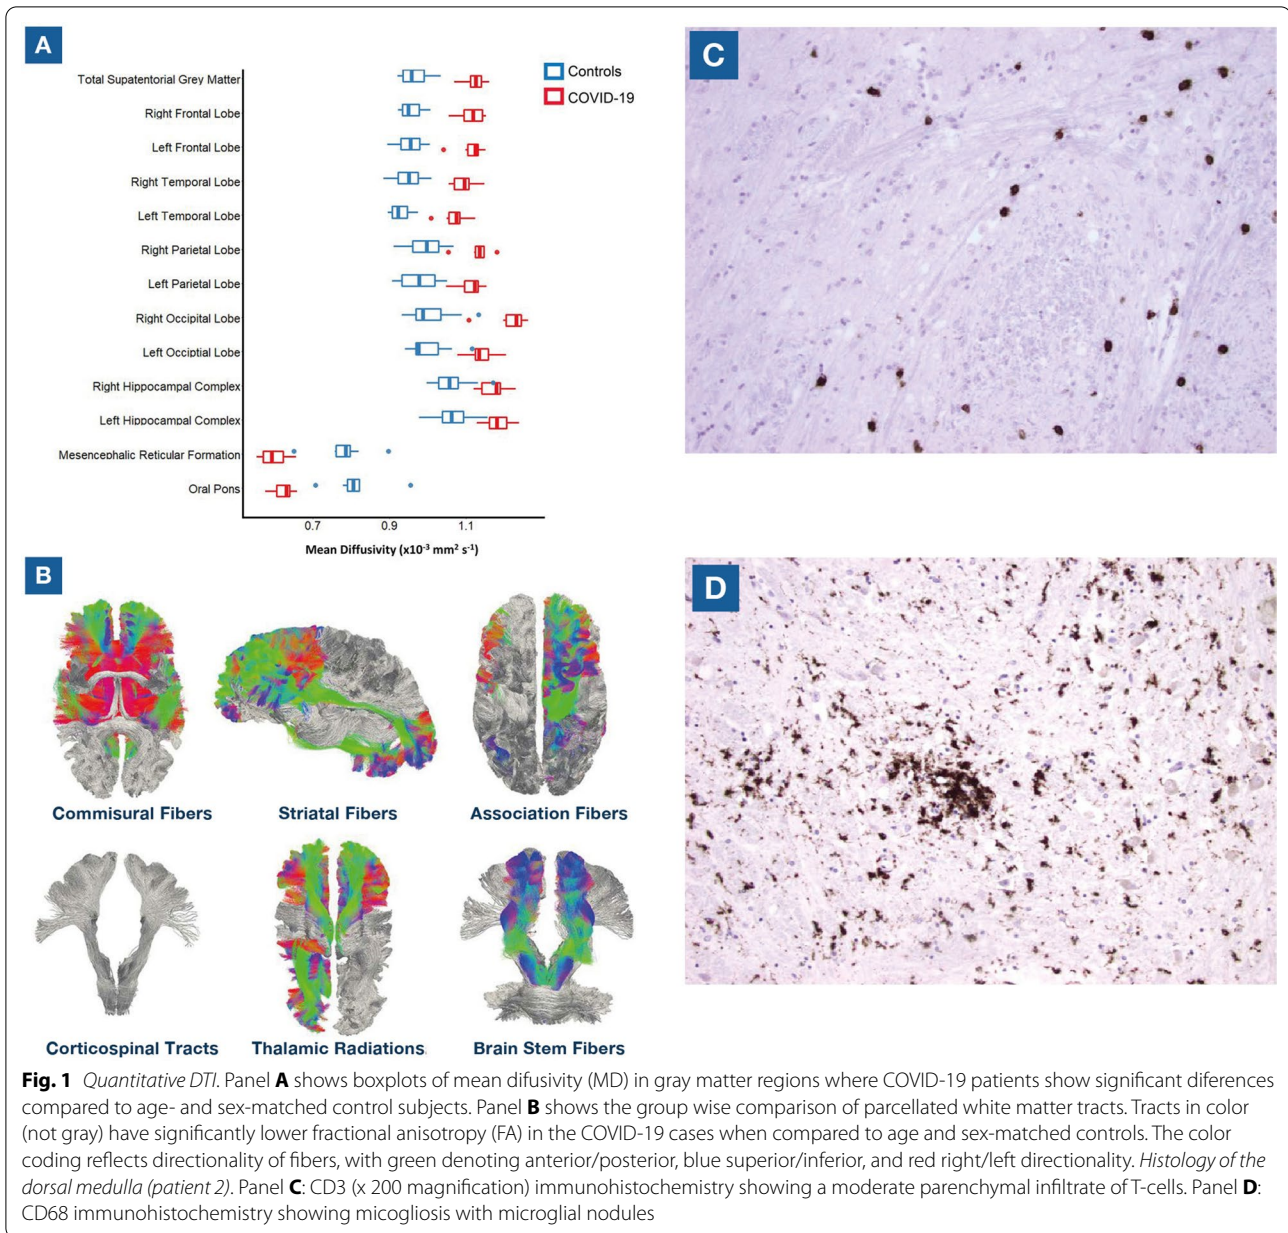 A
Controls
COVID-19
Total Supatentorial Grey Matter
Right Frontal Lobe
Left Frontal Lobe
Right Temporal Lobe
Left Temporal Lobe
Right Parietal Lobe
Left Parietal Lobe
Right Occipital Lobe
Left Occiptial Lobe
Right Hippocampal Complex
Left Hippocampal Complex
Mesencephalic Reticular Formation
Oral Pons
0.7 0.9 1.1
Mean Diffusivity (x10⁻³ mm² s⁻¹)
B
Commisural Fibers
Striatal Fibers
Association Fibers
Corticospinal Tracts
Thalamic Radiations
Brain Stem Fibers
C
D
Fig. 1 Quantitative DTI. Panel A shows boxplots of mean difusivity (MD) in gray matter regions where COVID-19 patients show significant diferences
compared to age- and sex-matched control subjects. Panel B shows the group wise comparison of parcellated white matter tracts. Tracts in color
(not gray) have significantly lower fractional anisotropy (FA) in the COVID-19 cases when compared to age and sex-matched controls. The color
coding reflects directionality of fibers, with green denoting anterior/posterior, blue superior/inferior, and red right/left directionality. Histology of the
dorsal medulla (patient 2). Panel C: CD3 (x 200 magnification) immunohistochemistry showing a moderate parenchymal infiltrate of T-cells. Panel D:
CD68 immunohistochemistry showing micogliosis with microglial nodules